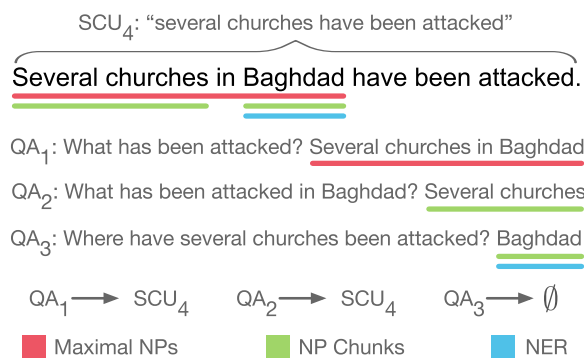 SCU4: “several churches have been attacked”
Several churches in Baghdad have been attacked.
QA1: What has been attacked? Several churches in Baghdad
QA2: What has been attacked in Baghdad? Several churches
QA3: Where have several churches been attacked? Baghdad
QA1 → SCU4 QA2 → SCU4 QA3 → ∅
Maximal NPs NP Chunks NER